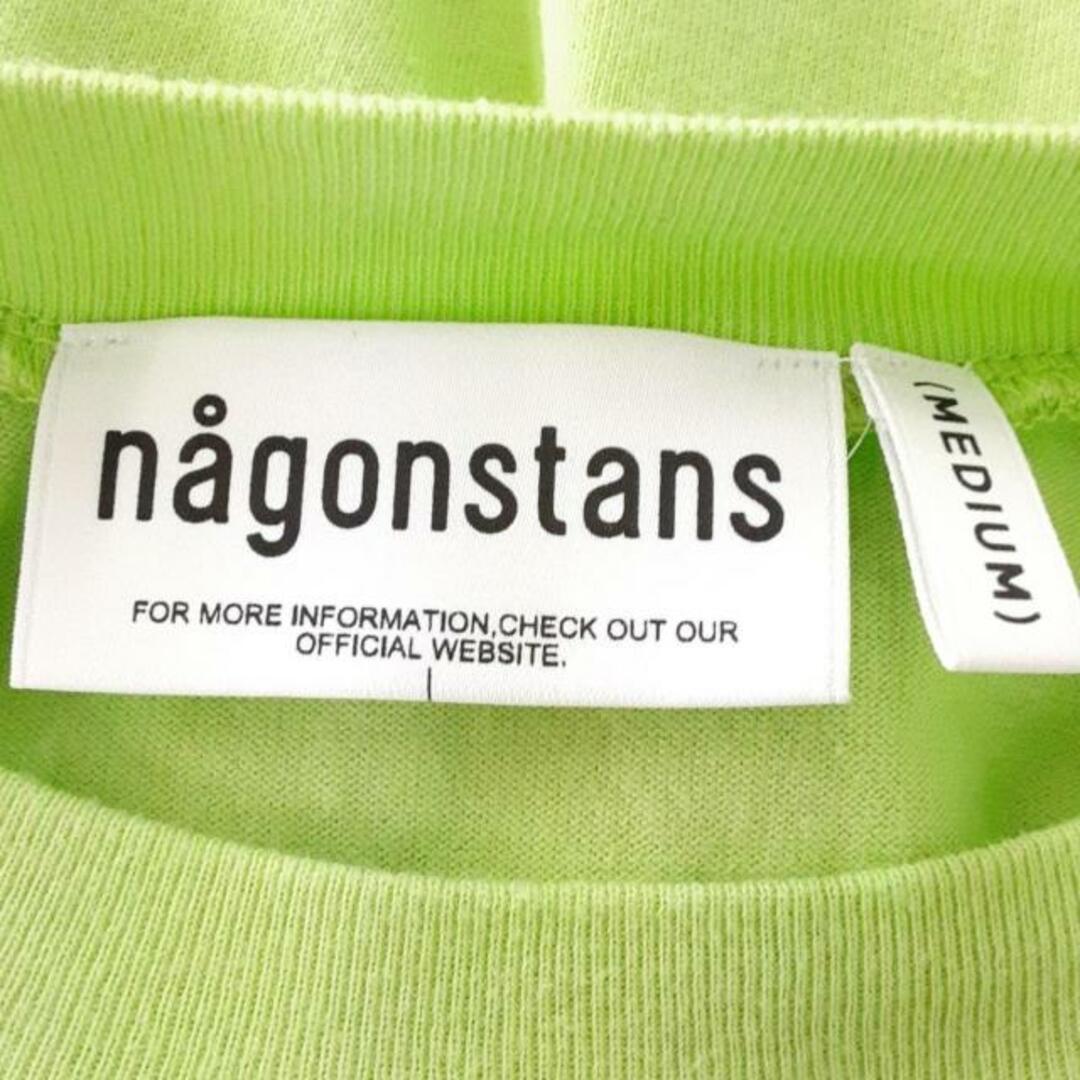 någonstans
FOR MORE INFORMATION,CHECK OUT OUR
OFFICIAL WEBSITE.
(MEDIUM)